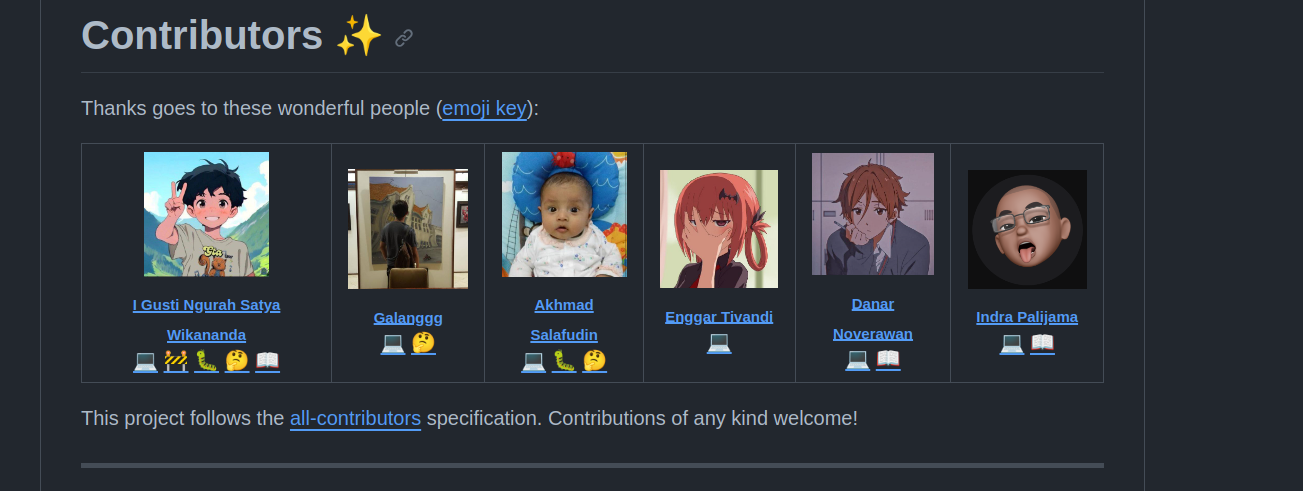 Contributors ✨
Thanks goes to these wonderful people (emoji key):
I Gusti Ngurah Satya
Wikananda
💻 🚧 🐛 🤔 📖
Galanggg
💻 🤔
Akhmad
Salafudin
💻 🐛 🤔
Enggar Tivandi
💻
Danar
Noverawan
💻 📖
Indra Palijama
💻 📖
This project follows the all-contributors specification. Contributions of any kind welcome!